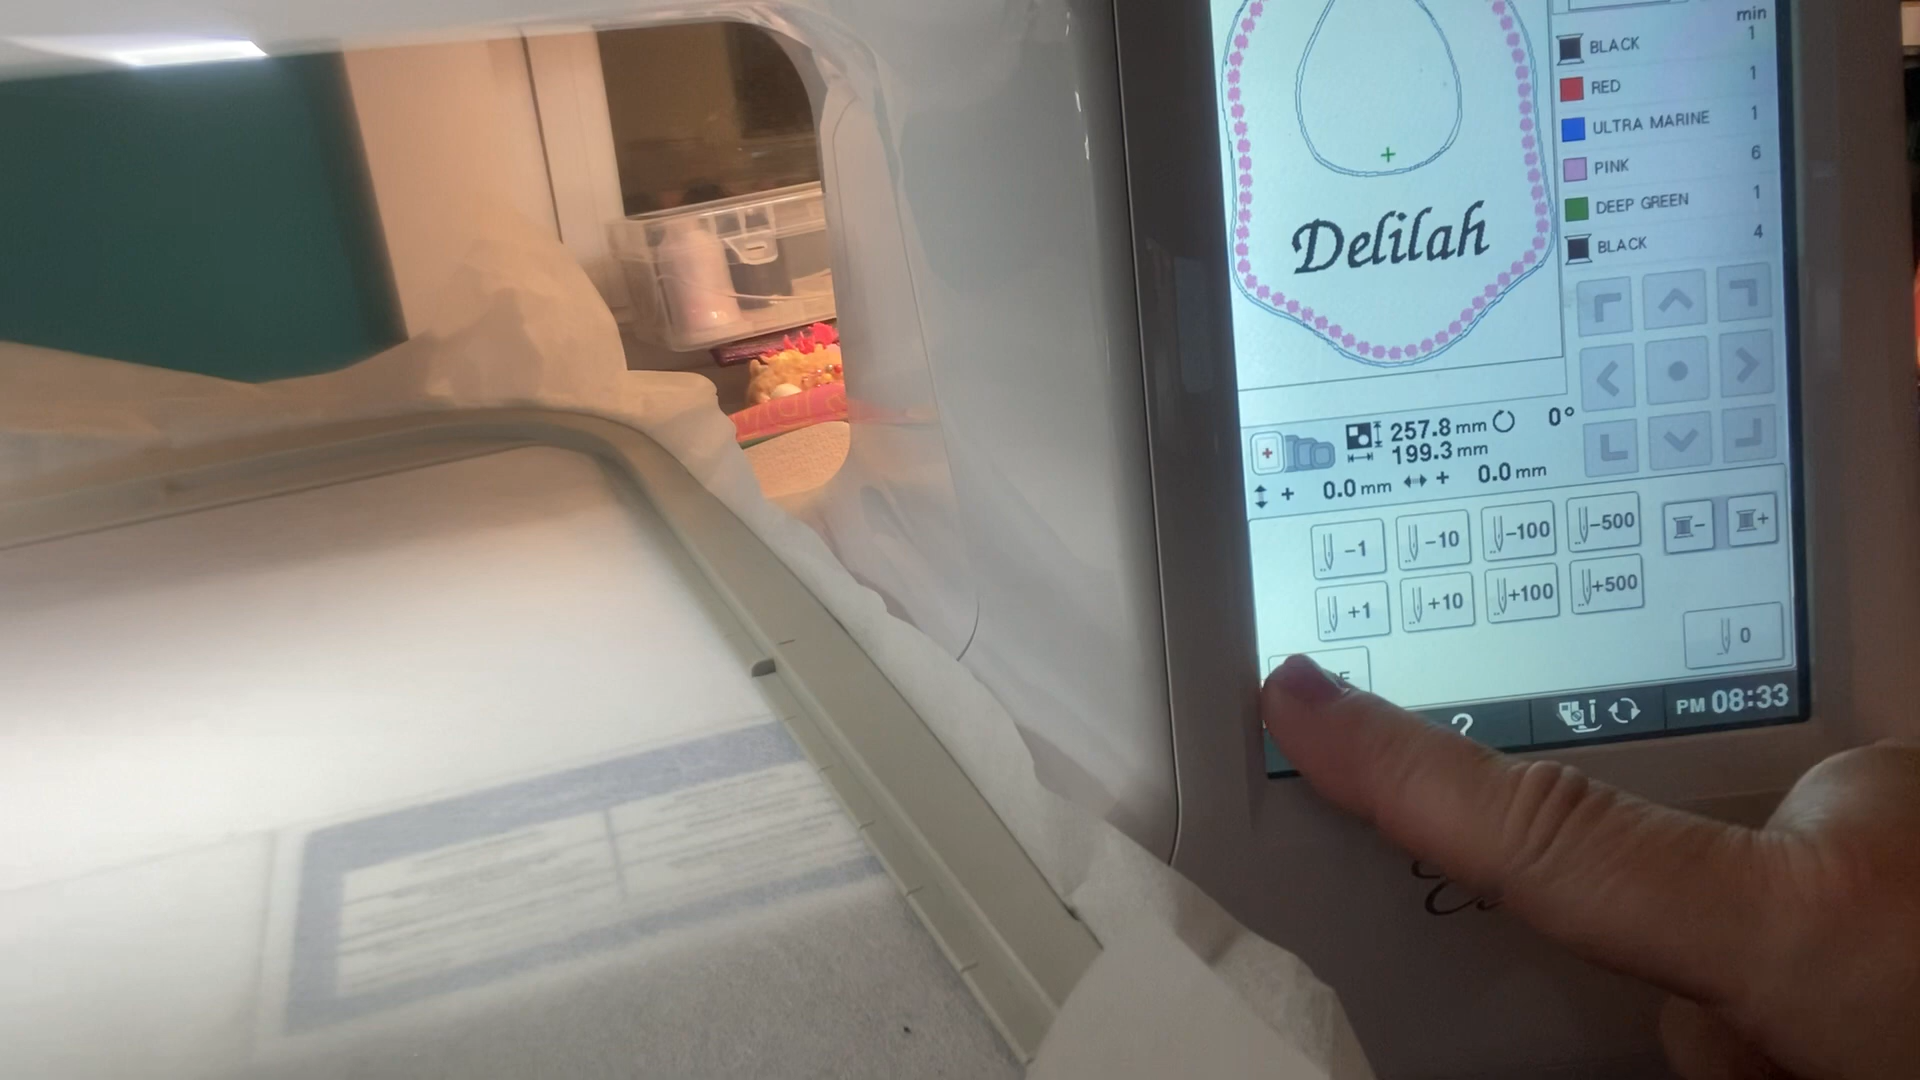 min
BLACK 1
RED 1
ULTRA MARINE 1
PINK 6
DEEP GREEN 1
BLACK 4
Delilah
257.8 mm 0°
199.3 mm
+ 0.0 mm + 0.0 mm
-1 -10 -100 -500 - +
+1 +10 +100 +500
0
? PM 08:33